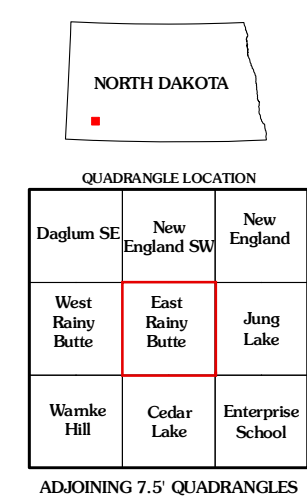 NORTH DAKOTA
QUADRANGLE LOCATION
Daglum SE
New
England SW
New
England
West
Rainy
Butte
East
Rainy
Butte
Jung
Lake
Warnke
Hill
Cedar
Lake
Enterprise
School
ADJOINING 7.5' QUADRANGLES